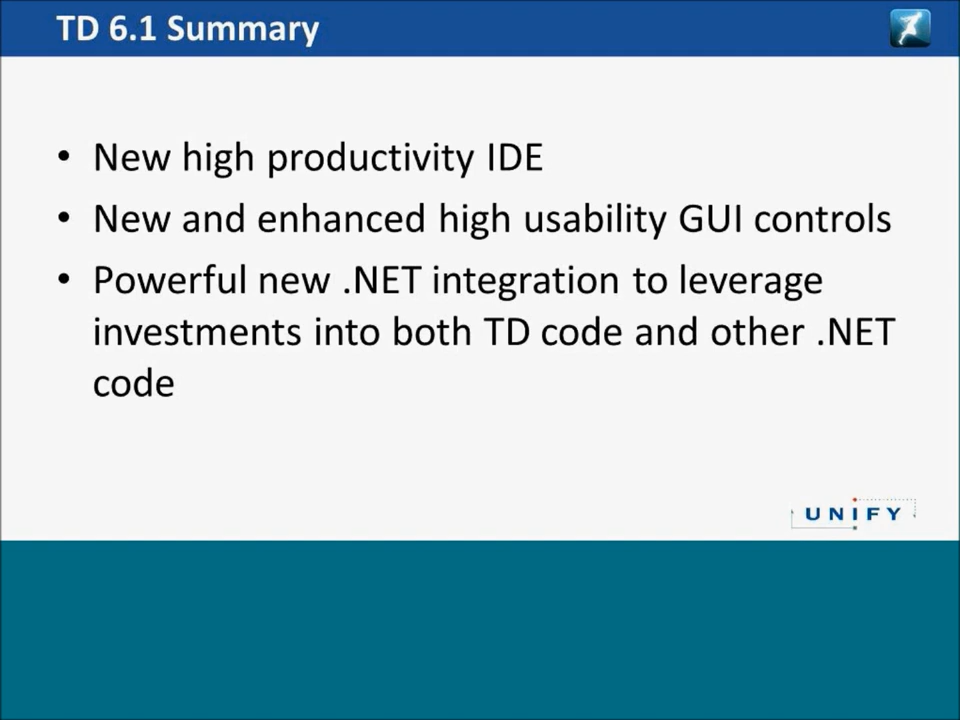 TD 6.1 Summary
• New high productivity IDE
• New and enhanced high usability GUI controls
• Powerful new .NET integration to leverage
investments into both TD code and other .NET
code
UNIFY